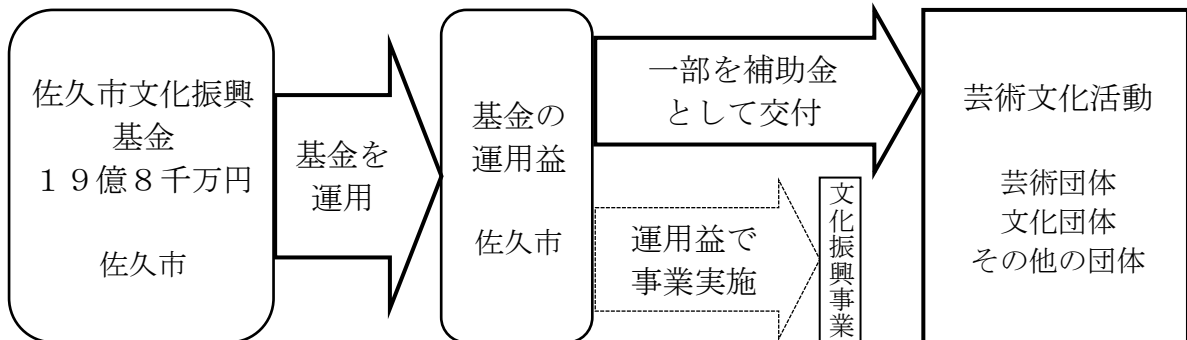 佐久市文化振興
基金
１９億８千万円
佐久市
基金を
運用
基金の
運用益
佐久市
一部を補助金
として交付
運用益で
事業実施
文化振興事業
芸術文化活動
芸術団体
文化団体
その他の団体